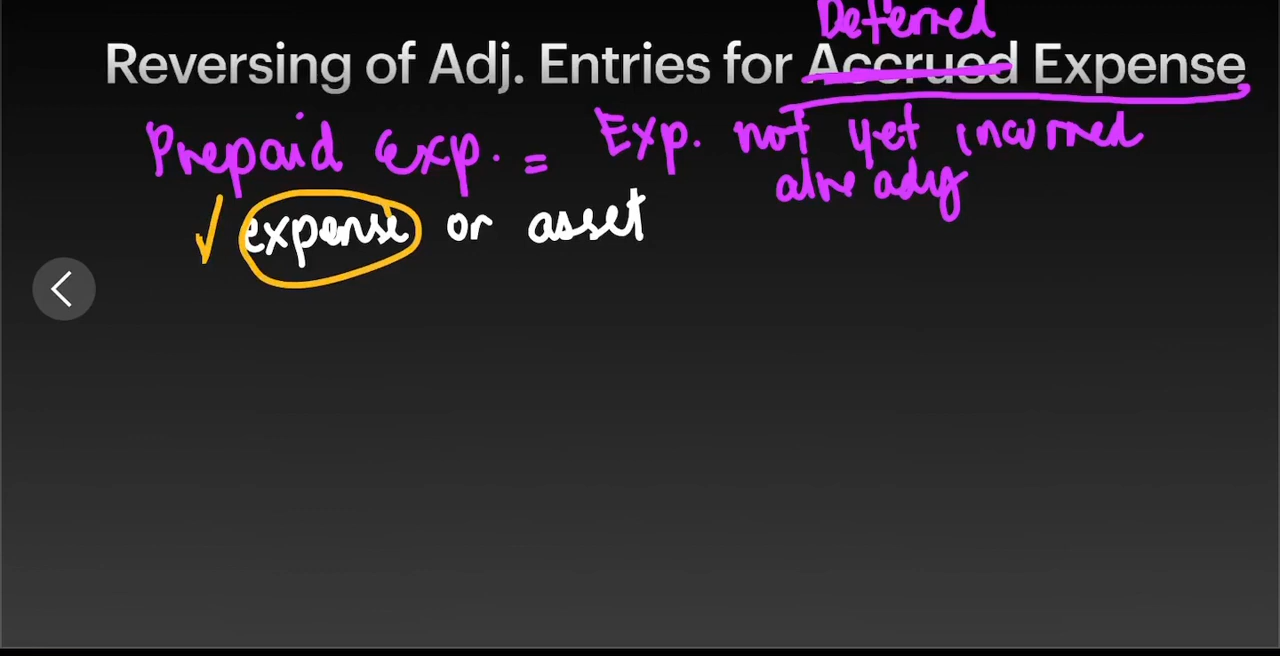 Deferred
Reversing of Adj. Entries for Accrued Expense
Prepaid Exp. = Exp. not yet incurred
already
expense or asset